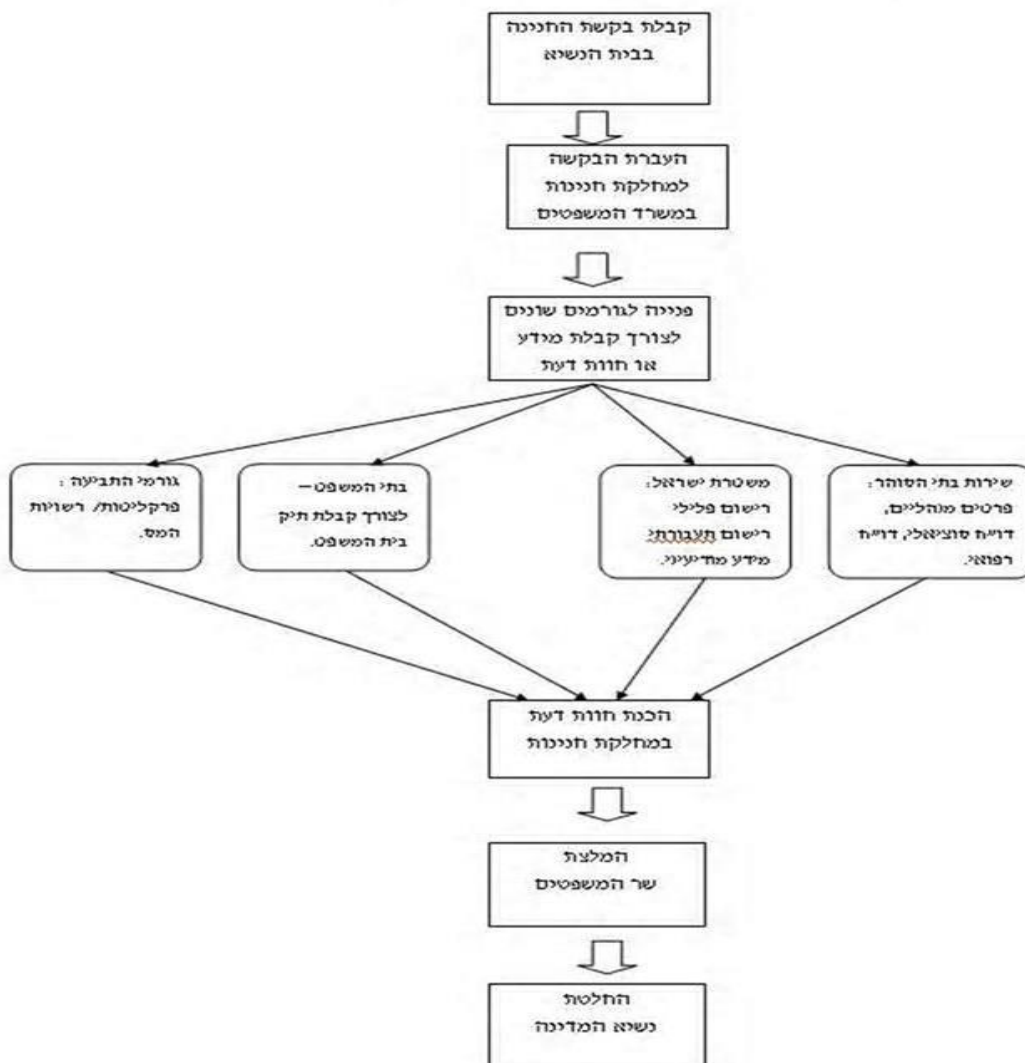 קבלת בקשת החנינה
בבית הנשיא
העברת הבקשה
למחלקת חנינות
במשרד המשפטים
פנייה לגורמים שונים
לצורך קבלת מידע
או חוות דעת
שירות בתי הסוהר:
פרטים מנהליים,
דו״ח סוציאלי, דו״ח
רפואי.
משטרת ישראל:
רישום פלילי
רישום תעבורתי
מידע מודיעיני.
בתי המשפט –
לצורך קבלת תיק
בית המשפט.
גורמי התביעה :
פרקליטות/ רשויות
המס.
הכנת חוות דעת
במחלקת חנינות
המלצת
שר המשפטים
החלטת
נשיא המדינה